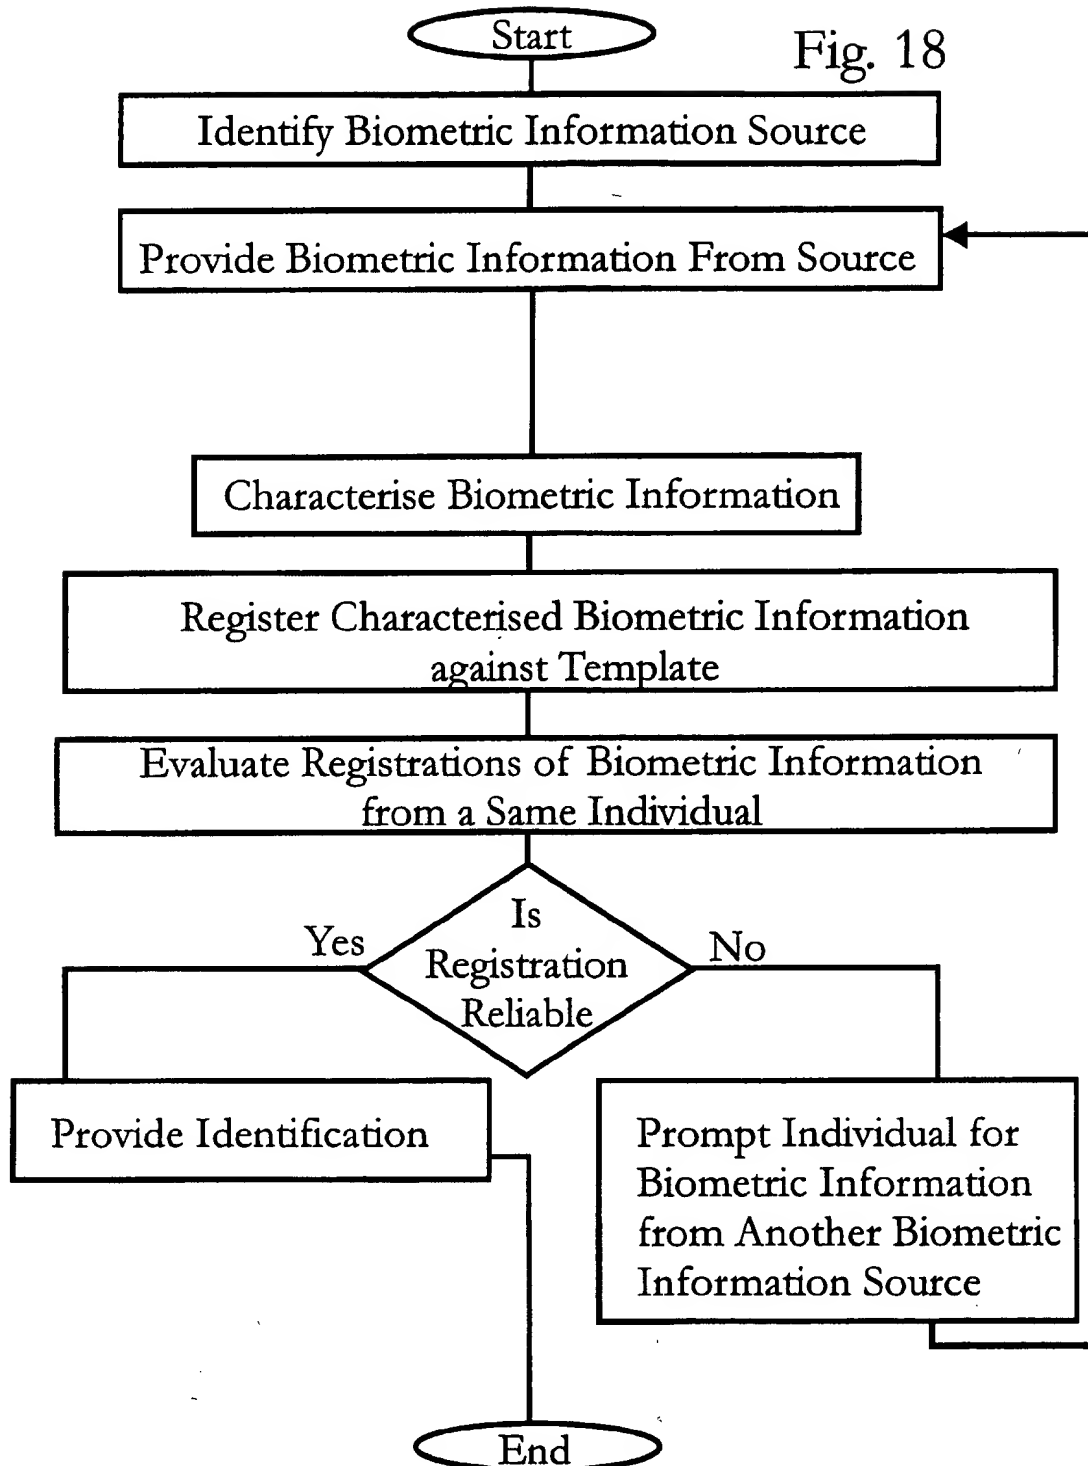 Start
Fig. 18
Identify Biometric Information Source
Provide Biometric Information From Source
Characterise Biometric Information
Register Characterised Biometric Information
against Template
Evaluate Registrations of Biometric Information
from a Same Individual
Is
Registration
Reliable
Yes
No
Provide Identification
Prompt Individual for
Biometric Information
from Another Biometric
Information Source
End